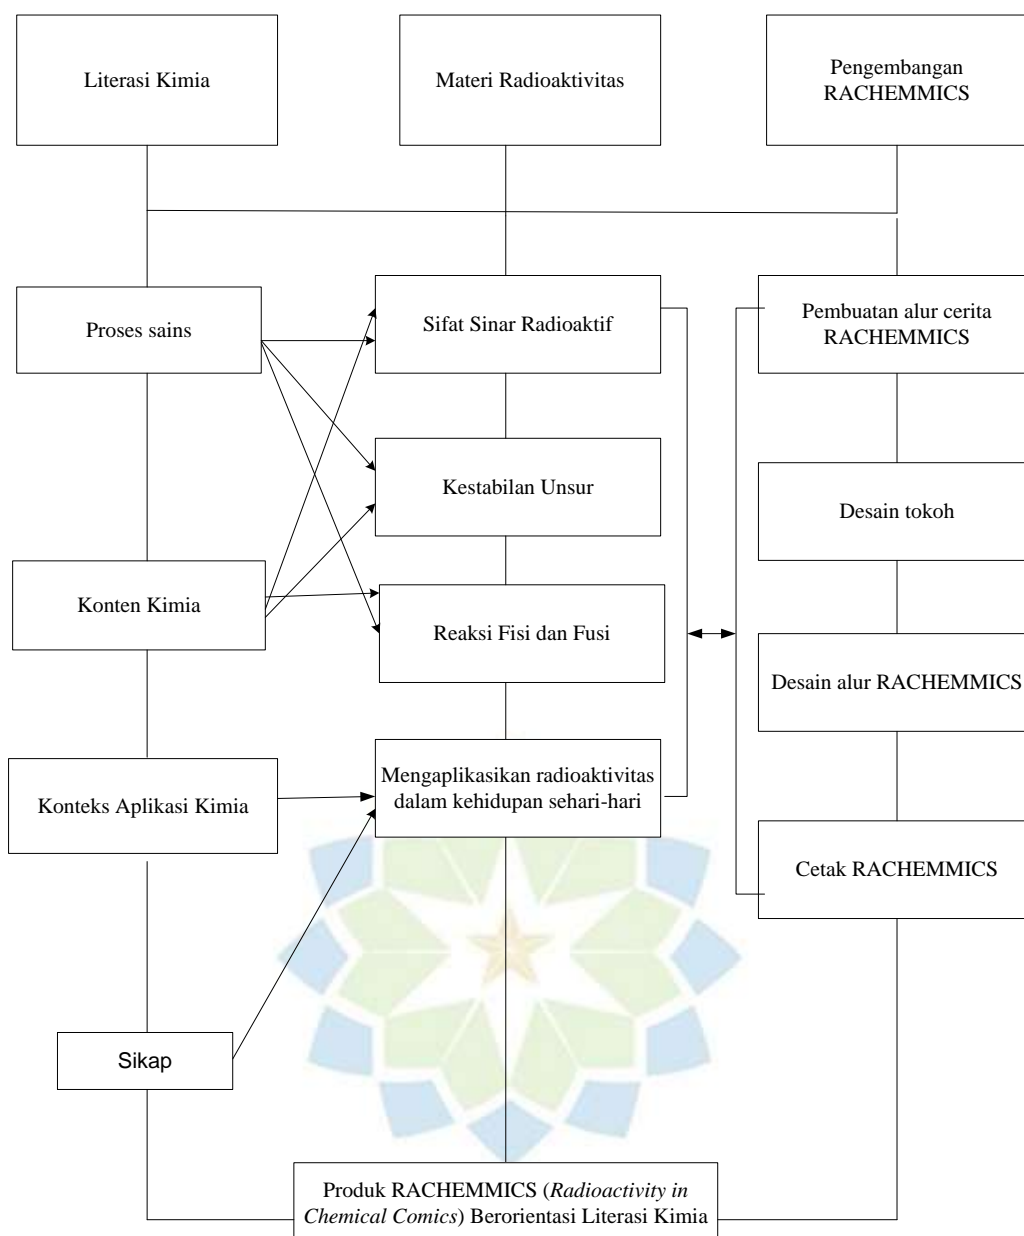 Literasi Kimia
Materi Radioaktivitas
Pengembangan
RACHEMMICS
Proses sains
Sifat Sinar Radioaktif
Pembuatan alur cerita
RACHEMMICS
Kestabilan Unsur
Desain tokoh
Konten Kimia
Reaksi Fisi dan Fusi
Desain alur RACHEMMICS
Konteks Aplikasi Kimia
Mengaplikasikan radioaktivitas
dalam kehidupan sehari-hari
Cetak RACHEMMICS
Sikap
Produk RACHEMMICS (Radioactivity in
Chemical Comics) Berorientasi Literasi Kimia